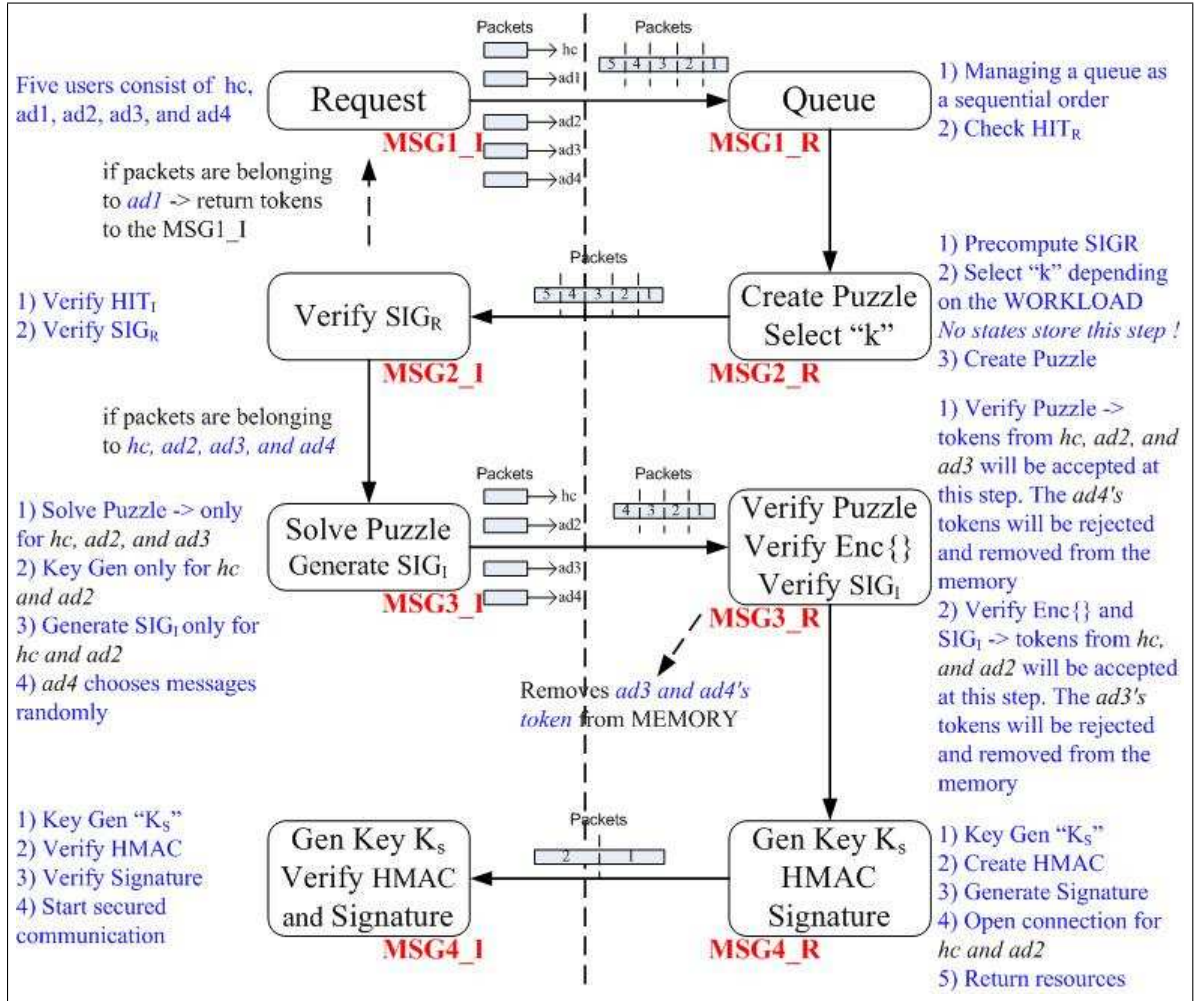 Packets
hc
ad1
ad2
ad3
ad4
Packets
5 4 3 2 1
Five users consist of hc,
ad1, ad2, ad3, and ad4
Request
MSG1_I
Queue
MSG1_R
1) Managing a queue as
a sequential order
2) Check HITR
if packets are belonging
to ad1 -> return tokens
to the MSG1_I
1) Verify HITI
2) Verify SIGR
Verify SIGR
MSG2_I
Packets
5 4 3 2 1
Create Puzzle
Select “k”
MSG2_R
1) Precompute SIGR
2) Select “k” depending
on the WORKLOAD
No states store this step !
3) Create Puzzle
if packets are belonging
to hc, ad2, ad3, and ad4
1) Solve Puzzle -> only
for hc, ad2, and ad3
2) Key Gen only for hc
and ad2
3) Generate SIGI only for
hc and ad2
4) ad4 chooses messages
randomly
Solve Puzzle
Generate SIGI
MSG3_I
Packets
hc
ad2
ad3
ad4
Packets
4 3 2 1
Verify Puzzle
Verify Enc{}
Verify SIGI
MSG3_R
1) Verify Puzzle ->
tokens from hc, ad2, and
ad3 will be accepted at
this step. The ad4's
tokens will be rejected
and removed from the
memory
2) Verify Enc{} and
SIGI -> tokens from hc,
and ad2 will be accepted
at this step. The ad3's
tokens will be rejected
and removed from the
memory
Removes ad3 and ad4's
token from MEMORY
1) Key Gen “KS”
2) Verify HMAC
3) Verify Signature
4) Start secured
communication
Gen Key KS
Verify HMAC
and Signature
MSG4_I
Packets
2 1
Gen Key KS
HMAC
Signature
MSG4_R
1) Key Gen “KS”
2) Create HMAC
3) Generate Signature
4) Open connection for
hc and ad2
5) Return resources